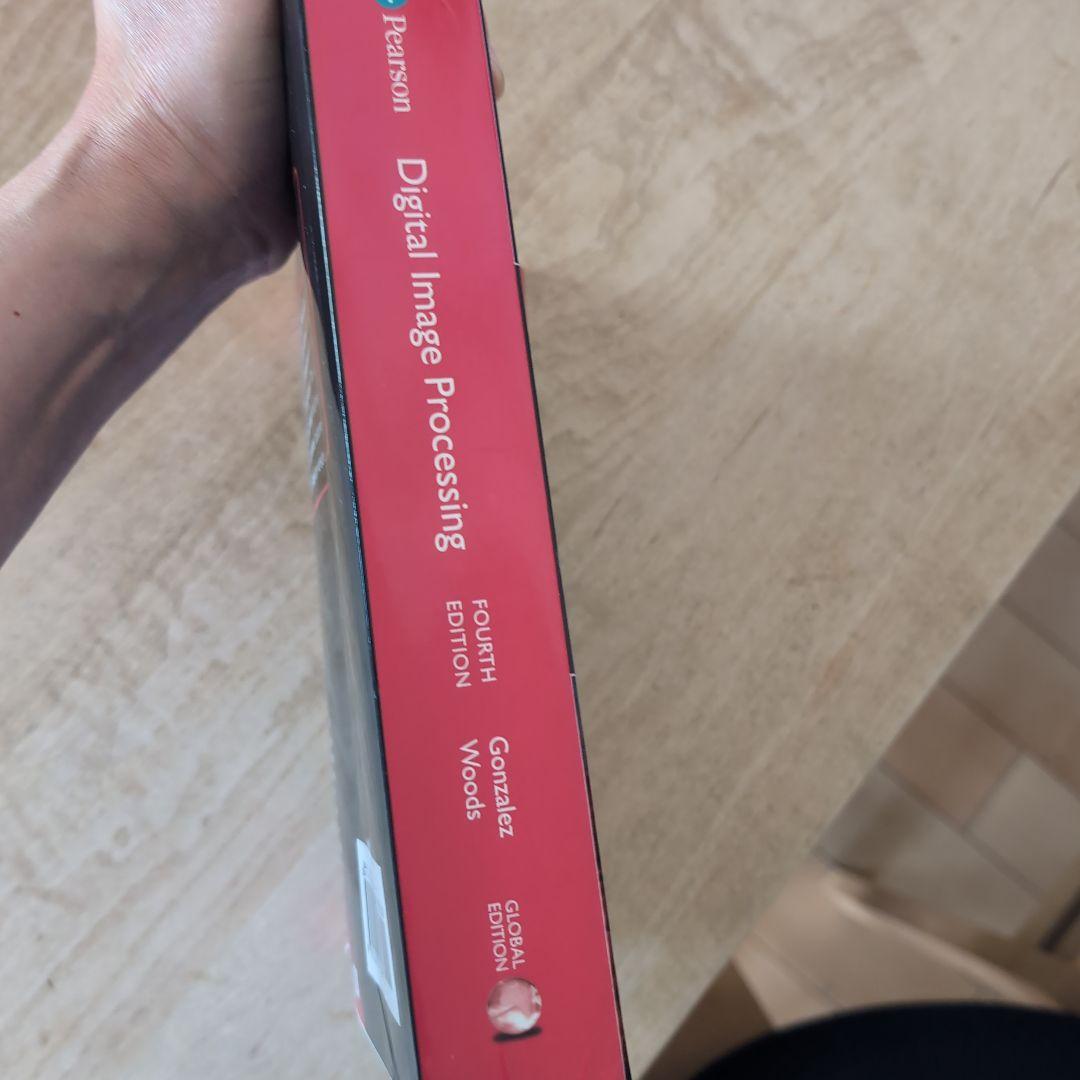 Pearson
Digital Image Processing
FOURTH
EDITION
Gonzalez
Woods
GLOBAL
EDITION